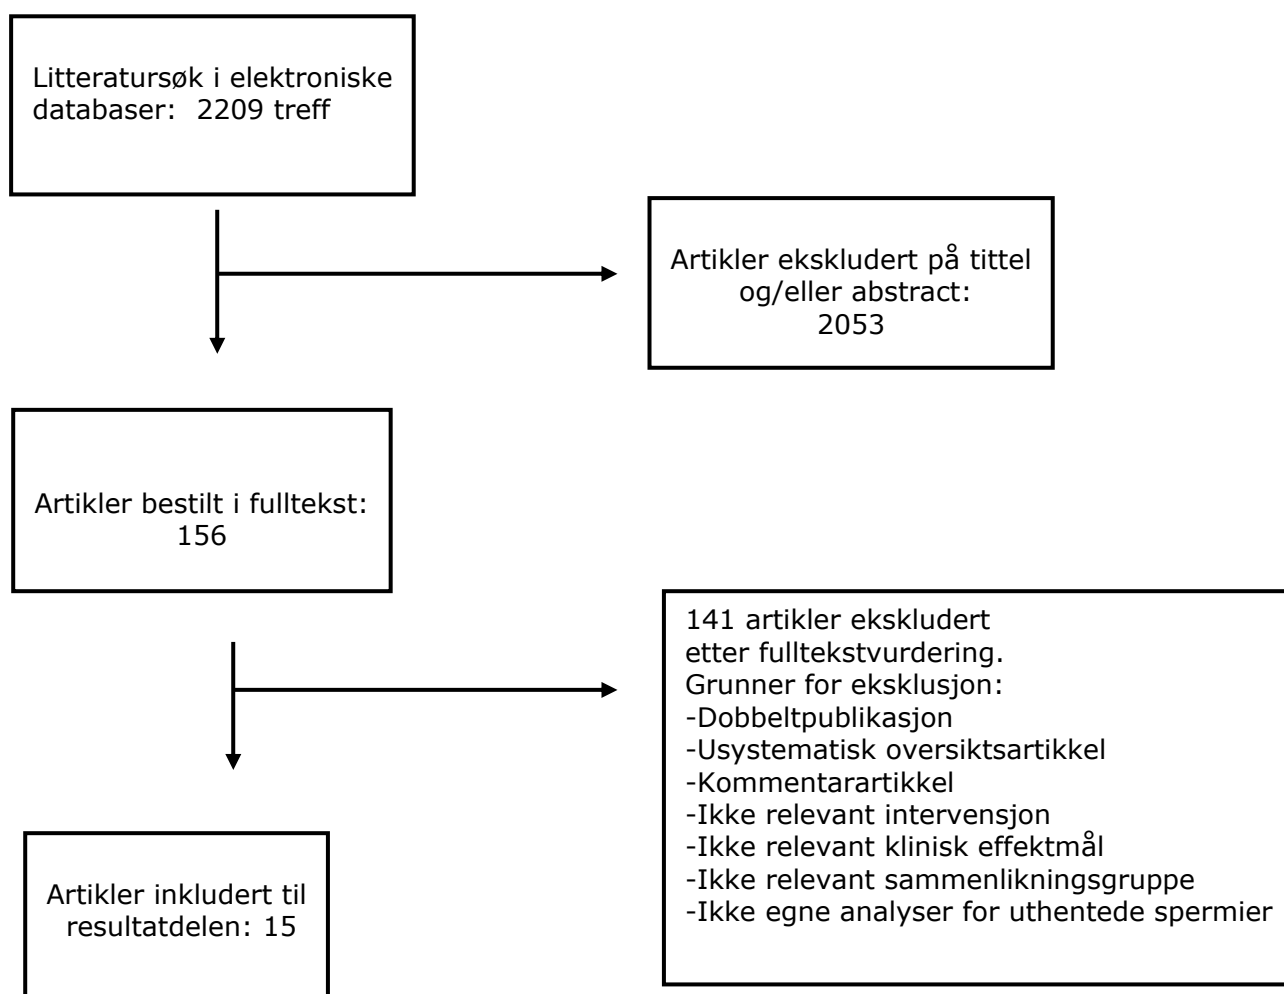 Litteratursøk i elektroniske
databaser:  2209 treff
Artikler ekskludert på tittel
og/eller abstract:
2053
Artikler bestilt i fulltekst:
156
141 artikler ekskludert
etter fulltekstvurdering.
Grunner for eksklusjon:
-Dobbeltpublikasjon
-Usystematisk oversiktsartikkel
-Kommentarartikkel
-Ikke relevant intervensjon
-Ikke relevant klinisk effektmål
-Ikke relevant sammenlikningsgruppe
-Ikke egne analyser for uthentede spermier
Artikler inkludert til
resultatdelen: 15